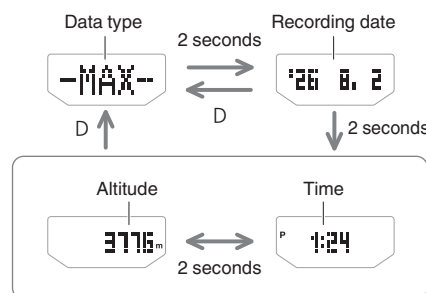 Data type
Recording date
2 seconds
-MAX--
'26 8. 2
D
D
2 seconds
Altitude
Time
3776m
P 1:24
2 seconds